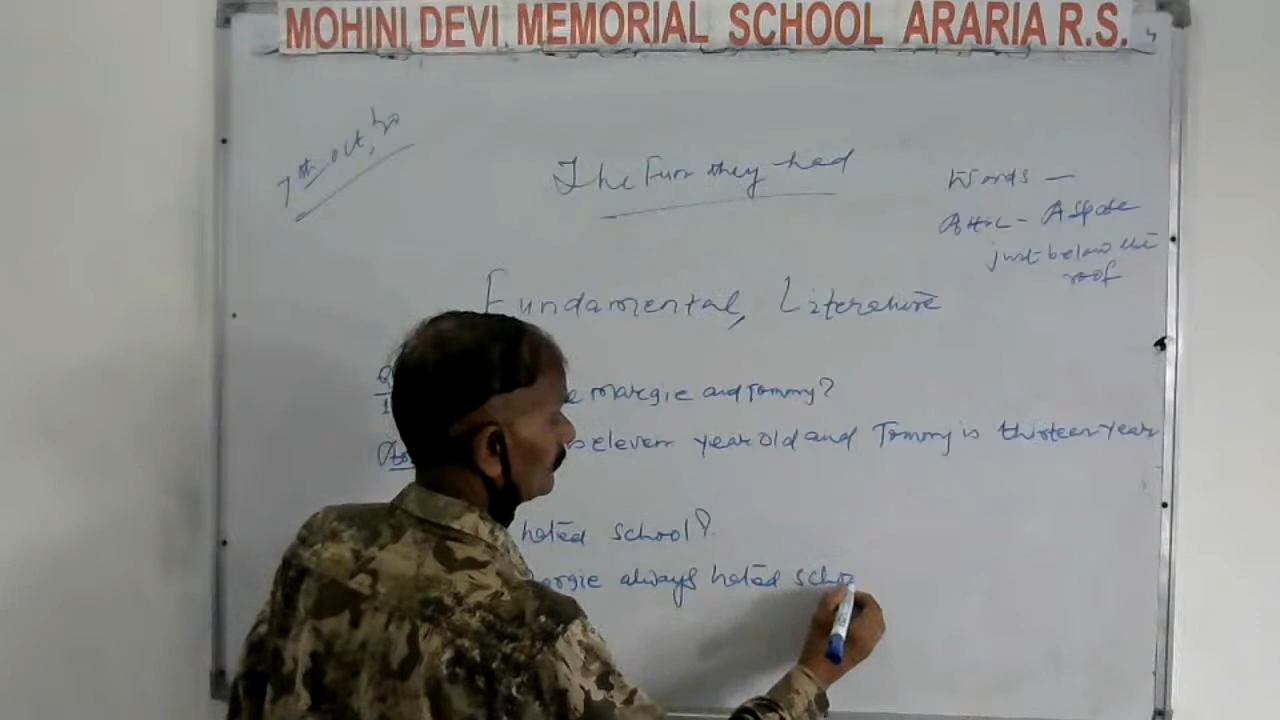 MOHINI DEVI MEMORIAL SCHOOL ARARIA R.S.
7th oct, 20
The Fun they had
Words —
Attic - A space
just below the
roof
Fundamental, Literature
margie and Tommy?
eleven year old and Tommy is thirteen year
hated school?
always hated scho